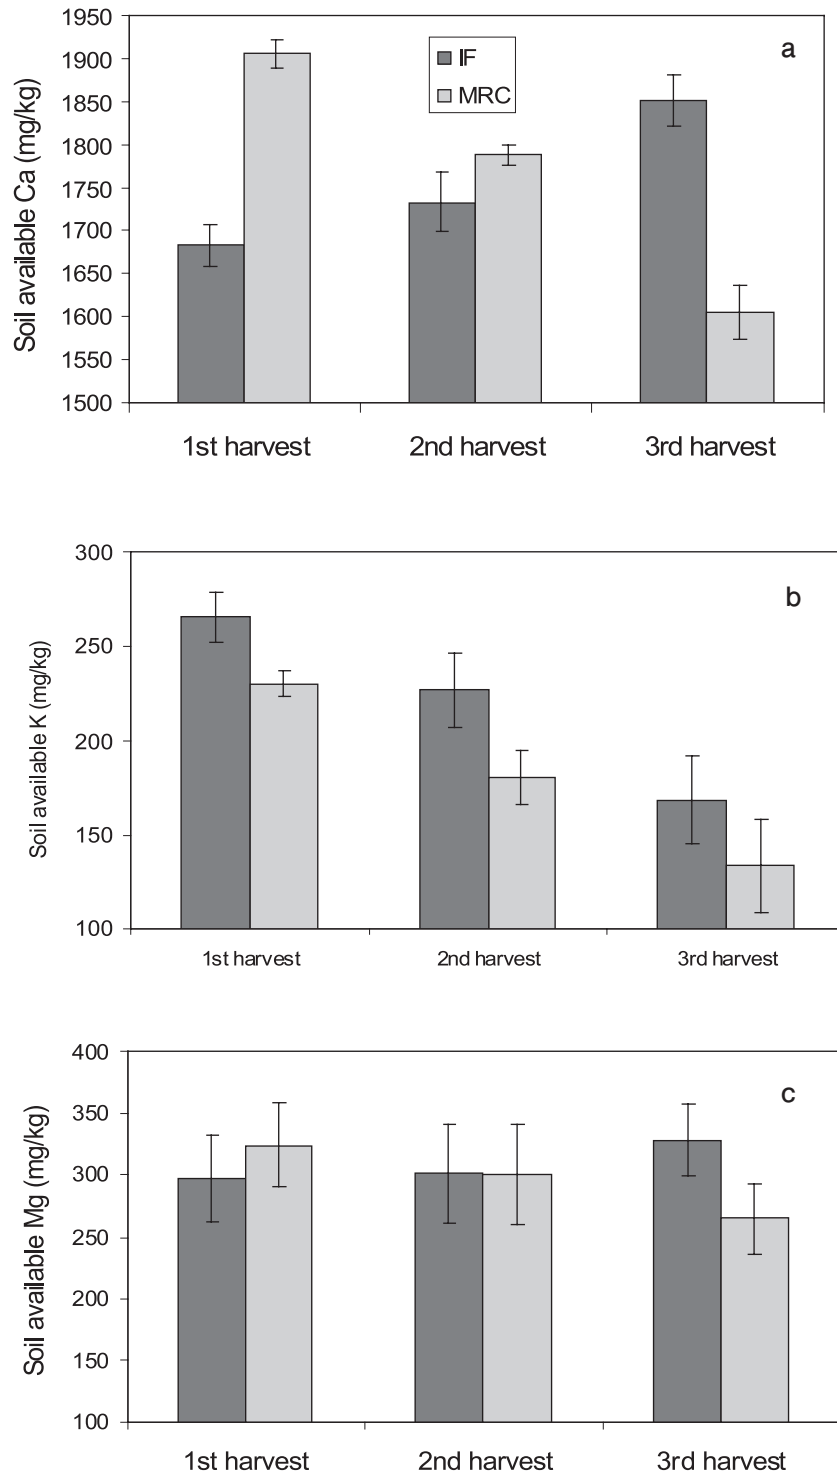 a
IF
MRC
Soil available Ca (mg/kg)
1950
1900
1850
1800
1750
1700
1650
1600
1550
1500
1st harvest 2nd harvest 3rd harvest
b
Soil available K (mg/kg)
300
250
200
150
100
1st harvest 2nd harvest 3rd harvest
c
Soil available Mg (mg/kg)
400
350
300
250
200
150
100
1st harvest 2nd harvest 3rd harvest